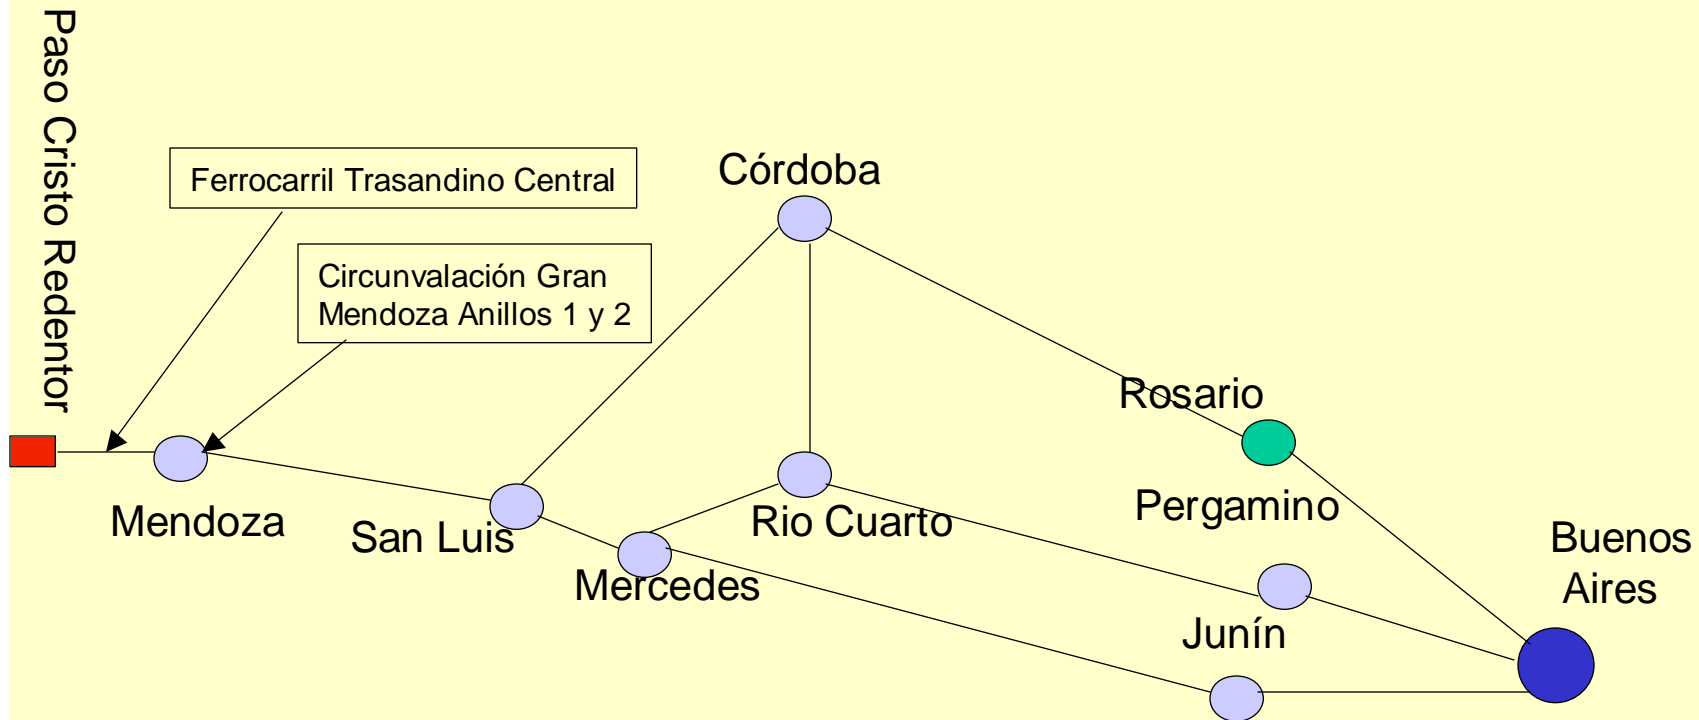 Paso Cristo Redentor
Ferrocarril Trasandino Central
Circunvalación Gran
Mendoza Anillos 1 y 2
Córdoba
Rosario
Pergamino
Mendoza
San Luis
Rio Cuarto
Mercedes
Buenos
Aires
Junín